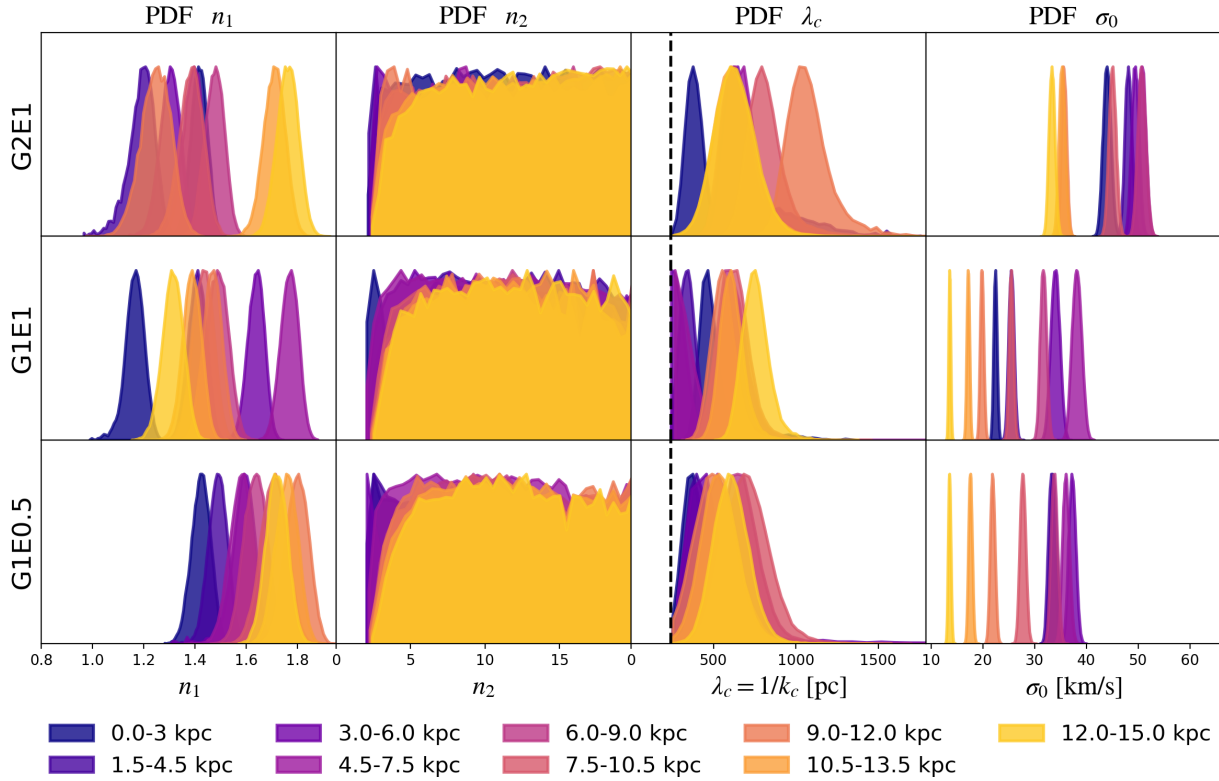 PDF n₁ PDF n₂ PDF λ_c PDF σ₀
G2E1
G1E1
G1E0.5
0.8 1.0 1.2 1.4 1.6 1.8 0 5 10 15 0 500 1000 1500 10 20 30 40 50 60
n₁ n₂ λ_c = 1/k_c [pc] σ₀ [km/s]
0.0-3 kpc 3.0-6.0 kpc 6.0-9.0 kpc 9.0-12.0 kpc 12.0-15.0 kpc
1.5-4.5 kpc 4.5-7.5 kpc 7.5-10.5 kpc 10.5-13.5 kpc